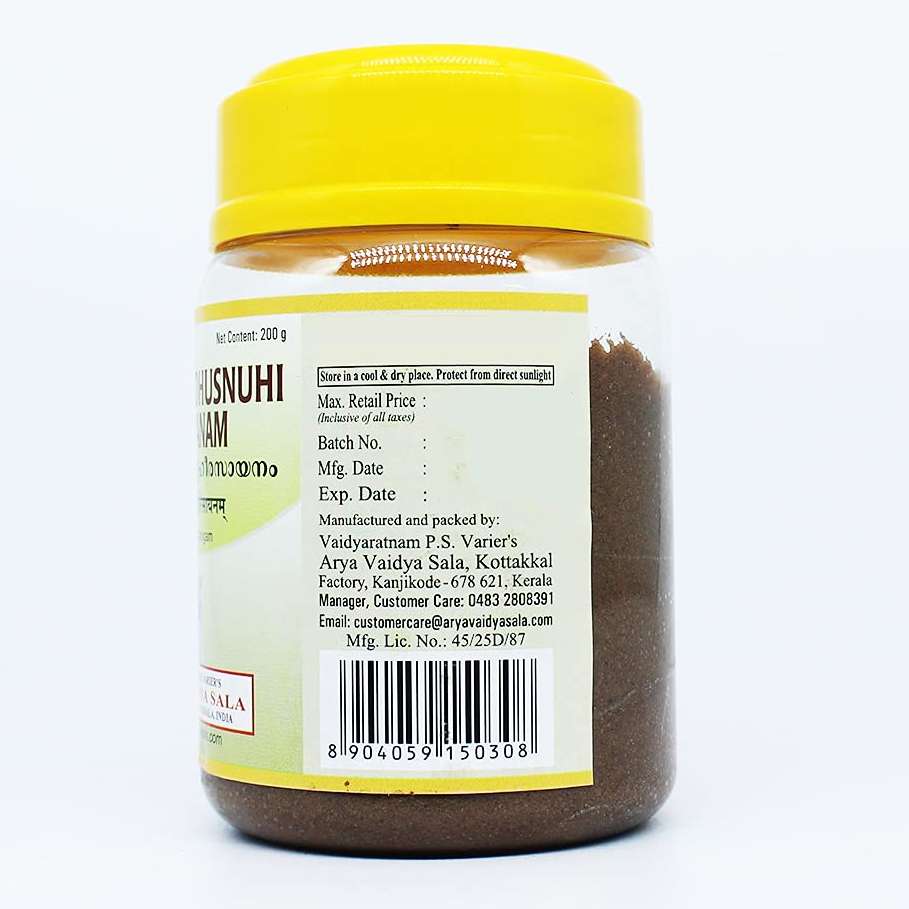 Net Content: 200 g
HUSNUHI
NAM
Store in a cool & dry place. Protect from direct sunlight
Max. Retail Price :
(Inclusive of all taxes)
Batch No. :
Mfg. Date :
Exp. Date :
Manufactured and packed by:
Vaidyaratnam P.S. Varier's
Arya Vaidya Sala, Kottakkal
Factory, Kanjikode-678 621, Kerala
Manager, Customer Care: 0483 2808391
Email: customercare@aryavaidyasala.com
Mfg. Lic. No.: 45/25D/87
A SALA
INDIA
.com
8 904059 150308